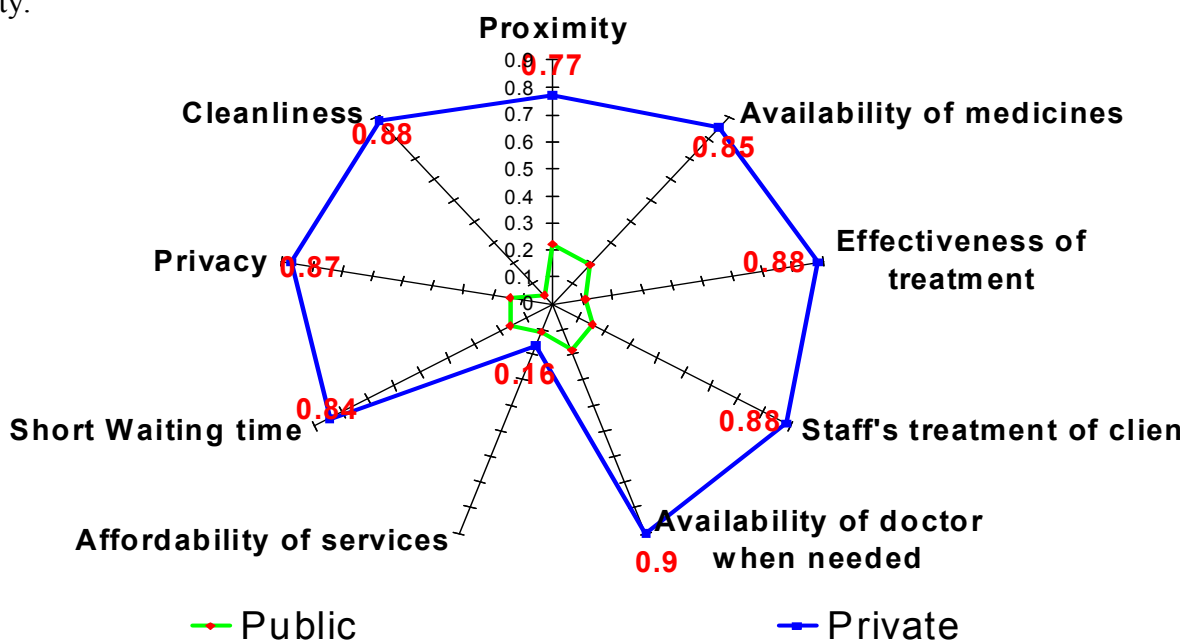 ty.
Proximity
0.9
0.77
0.8
0.7
0.6
0.5
0.4
0.3
0.2
0.1
0
Cleanliness
0.88
Availability of medicines
0.85
Effectiveness of
treatment
0.88
Privacy
0.87
Short Waiting time
0.84
Staff's treatment of clien
0.88
0.16
Affordability of services
Availability of doctor
when needed
0.9
Public
Private